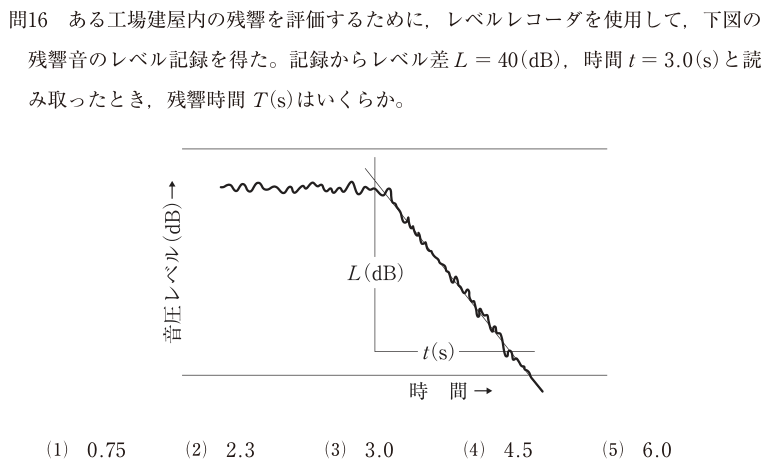 問16　ある工場建屋内の残響を評価するために，レベルレコーダを使用して，下図の
残響音のレベル記録を得た。記録からレベル差 L = 40(dB)，時間 t = 3.0(s)と読
み取ったとき，残響時間 T(s)はいくらか。
音圧レベル(dB)→
L(dB)
t(s)
時　間→
(1)　0.75　(2)　2.3　(3)　3.0　(4)　4.5　(5)　6.0